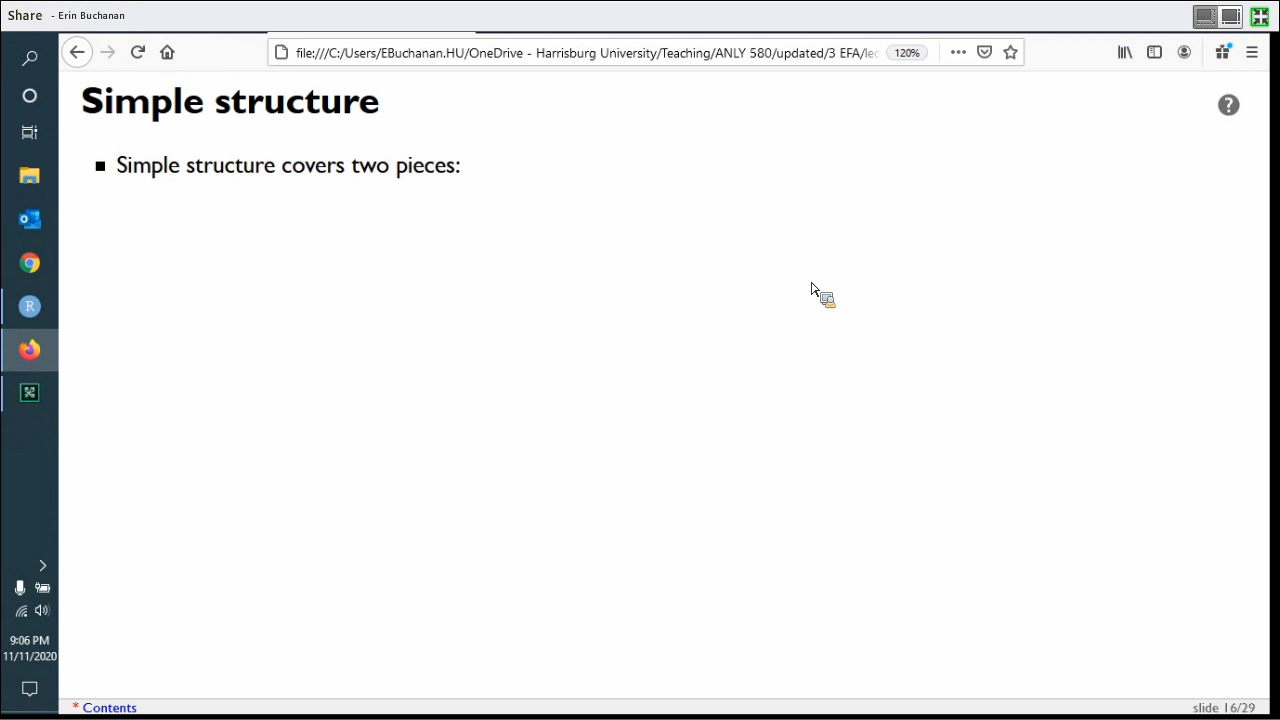 Share - Erin Buchanan
file:///C:/Users/EBuchanan.HU/OneDrive - Harrisburg University/Teaching/ANLY 580/updated/3 EFA/lec
120%
Simple structure
?
■ Simple structure covers two pieces:
R
9:06 PM
11/11/2020
* Contents
slide 16/29